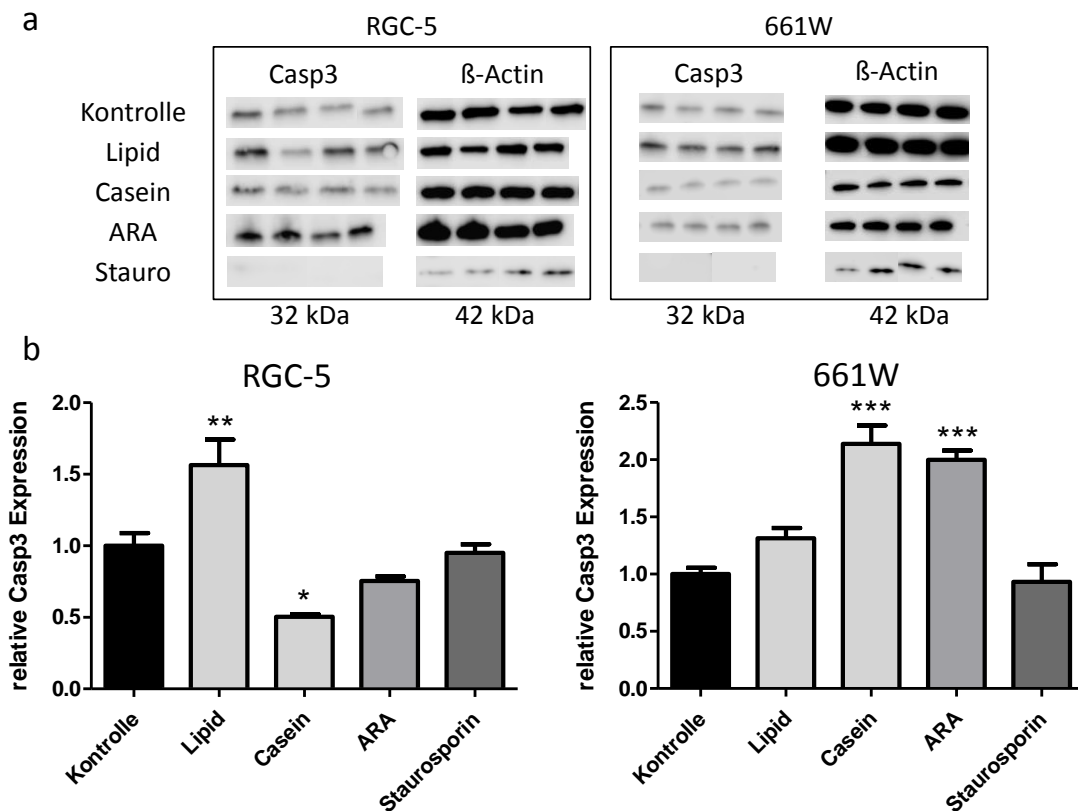 a
RGC-5 661W
Casp3 ß-Actin Casp3 ß-Actin
Kontrolle
Lipid
Casein
ARA
Stauro
32 kDa 42 kDa 32 kDa 42 kDa
b
RGC-5
relative Casp3 Expression
2.0
1.5
1.0
0.5
0.0
**
*
Kontrolle
Lipid
Casein
ARA
Staurosporin
661W
relative Casp3 Expression
2.5
2.0
1.5
1.0
0.5
0.0
***
***
Kontrolle
Lipid
Casein
ARA
Staurosporin